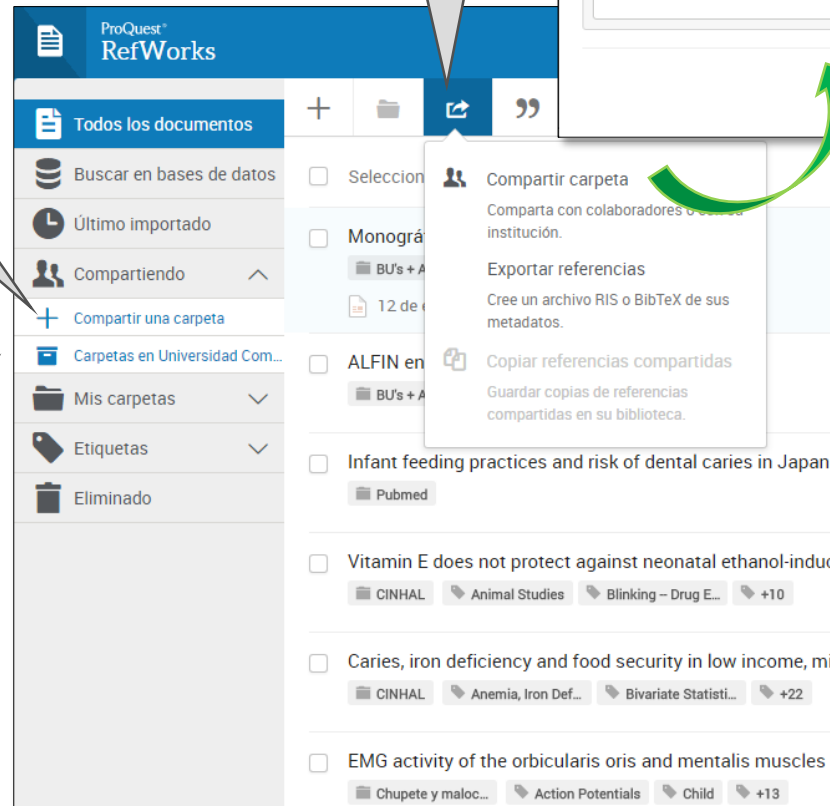 ProQuest®
RefWorks
Todos los documentos
Buscar en bases de datos
Último importado
Compartiendo
Compartir una carpeta
Carpetas en Universidad Com...
Mis carpetas
Etiquetas
Eliminado
Seleccion
Compartir carpeta
Comparta con colaboradores o con su
institución.
Exportar referencias
Cree un archivo RIS o BibTeX de sus
metadatos.
Copiar referencias compartidas
Guardar copias de referencias
compartidas en su biblioteca.
Monográ
BU's + A
12 de
ALFIN en
BU's + A
Infant feeding practices and risk of dental caries in Japan
Pubmed
Vitamin E does not protect against neonatal ethanol-induc
CINHAL Animal Studies Blinking -- Drug E... +10
Caries, iron deficiency and food security in low income, mi
CINHAL Anemia, Iron Def... Bivariate Statisti... +22
EMG activity of the orbicularis oris and mentalis muscles
Chupete y maloc... Action Potentials Child +13